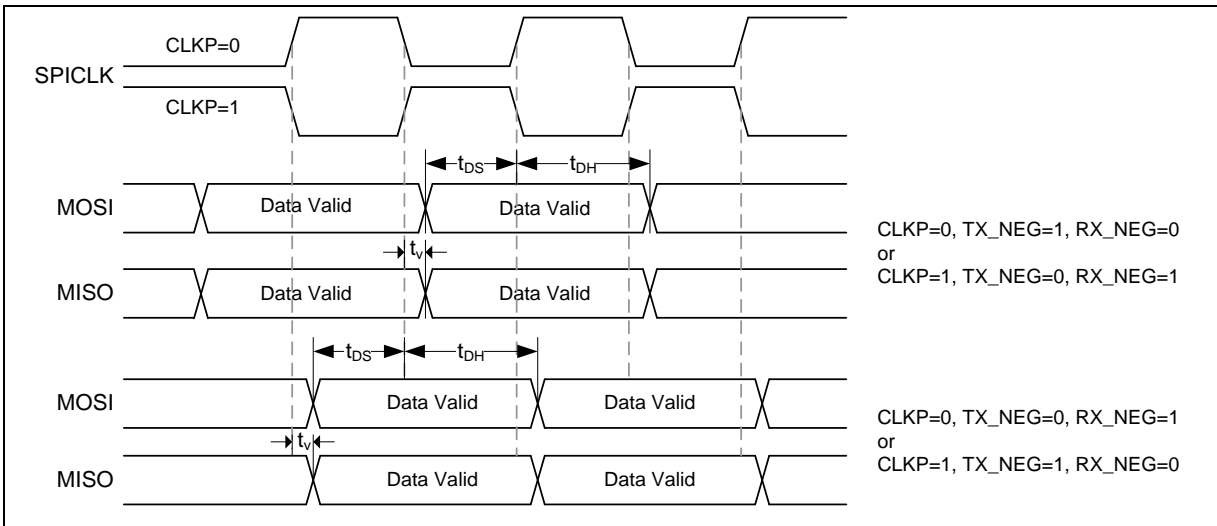 CLKP=0
SPICLK
CLKP=1
tDS tDH
MOSI Data Valid Data Valid
CLKP=0, TX_NEG=1, RX_NEG=0
or
CLKP=1, TX_NEG=0, RX_NEG=1
tv
MISO Data Valid Data Valid
tDS tDH
MOSI Data Valid Data Valid
CLKP=0, TX_NEG=0, RX_NEG=1
or
CLKP=1, TX_NEG=1, RX_NEG=0
tv
MISO Data Valid Data Valid